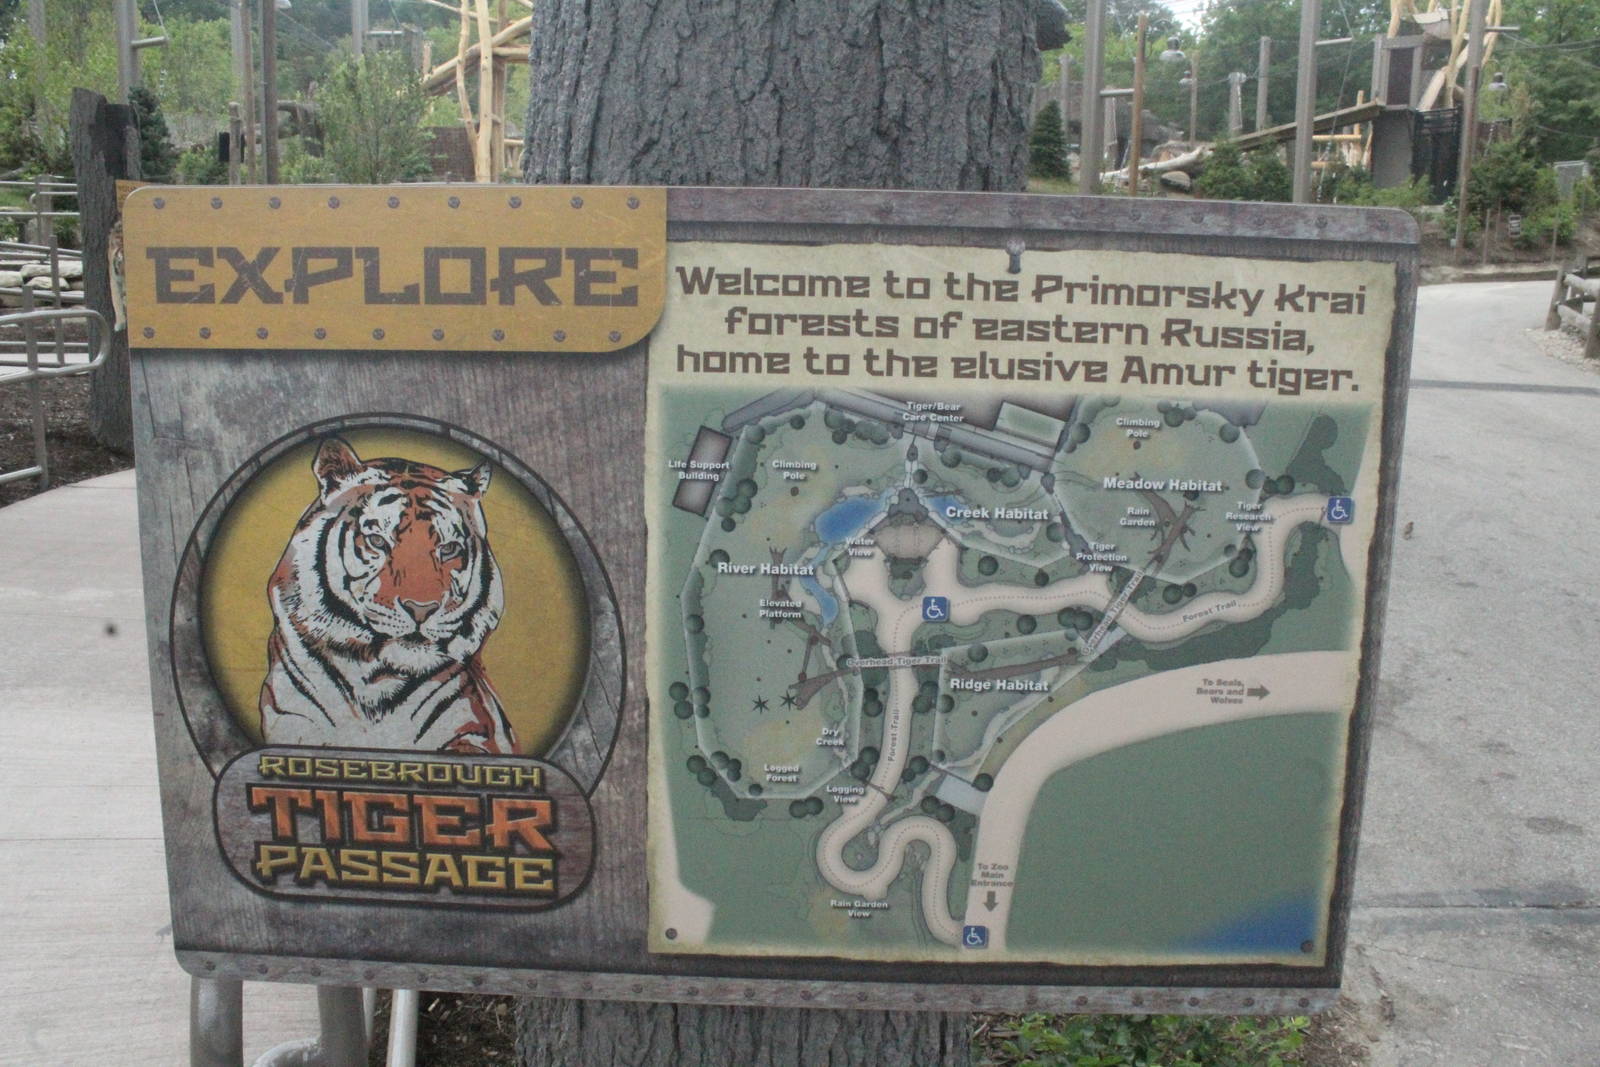 EXPLORE
Welcome to the Primorsky Krai
forests of eastern Russia,
home to the elusive Amur tiger.
ROSEBROUGH
TIGER
PASSAGE
Tiger/Bear
Care Center
Climbing
Pole
Life Support
Building
Climbing
Pole
Meadow Habitat
Creek Habitat
Rain
Garden
Tiger
Research
View
Water
View
Tiger
Protection
View
River Habitat
Elevated
Platform
Overhead Tiger Trail
Forest Trail
Overhead Tiger Trail
Ridge Habitat
To Seals,
Bears and
Wolves
Forest Trail
Dry
Creek
Logged
Forest
Logging
View
To Zoo
Main
Entrance
Rain Garden
View